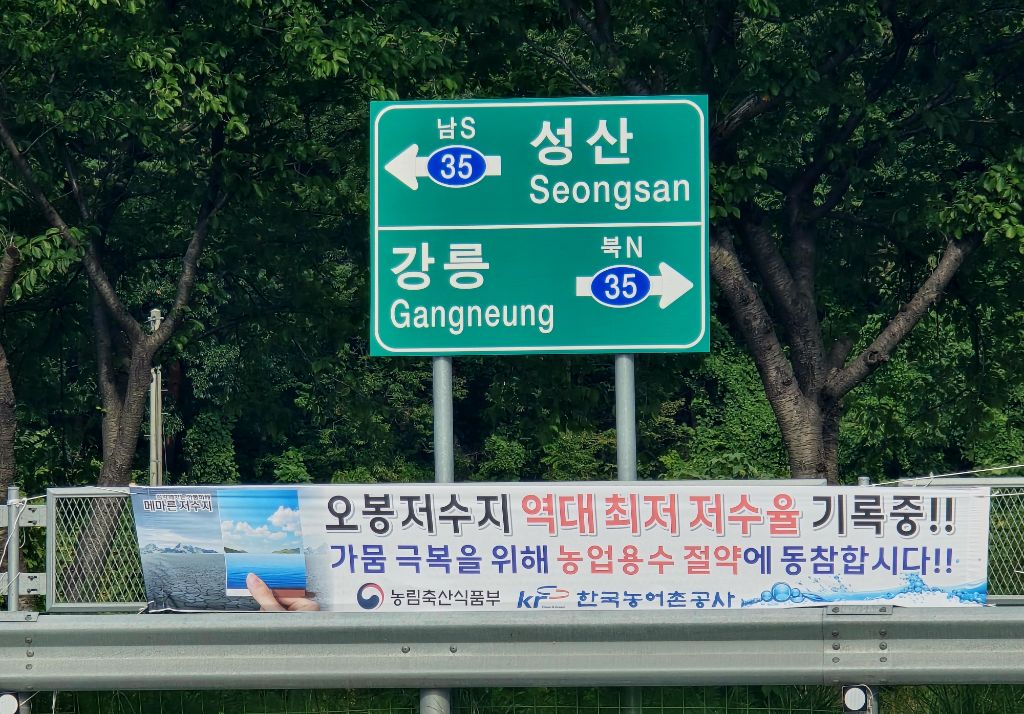 남S
35
성산
Seongsan
강릉
Gangneung
북N
35
메마른 저수지
오봉저수지 역대 최저 저수율 기록중!!
가뭄 극복을 위해 농업용수 절약에 동참합시다!!
농림축산식품부
한국농어촌공사